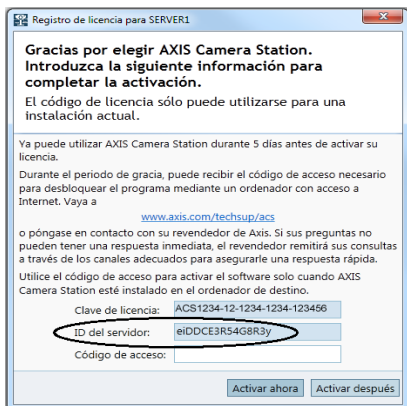 Registro de licencia para SERVER1
Gracias por elegir AXIS Camera Station.
Introduzca la siguiente información para
completar la activación.
El código de licencia sólo puede utilizarse para una
instalación actual.
Ya puede utilizar AXIS Camera Station durante 5 días antes de activar su
licencia.
Durante el periodo de gracia, puede recibir el código de acceso necesario
para desbloquear el programa mediante un ordenador con acceso a
Internet. Vaya a
www.axis.com/techsup/acs
o póngase en contacto con su revendedor de Axis. Si sus preguntas no
pueden tener una respuesta inmediata, el revendedor remitirá sus consultas
a través de los canales adecuados para asegurarle una respuesta rápida.
Utilice el código de acceso para activar el software solo cuando AXIS
Camera Station esté instalado en el ordenador de destino.
Clave de licencia: ACS1234-12-1234-1234-123456
ID del servidor: eiDDCE3R54G8R3y
Código de acceso:
Activar ahora Activar después